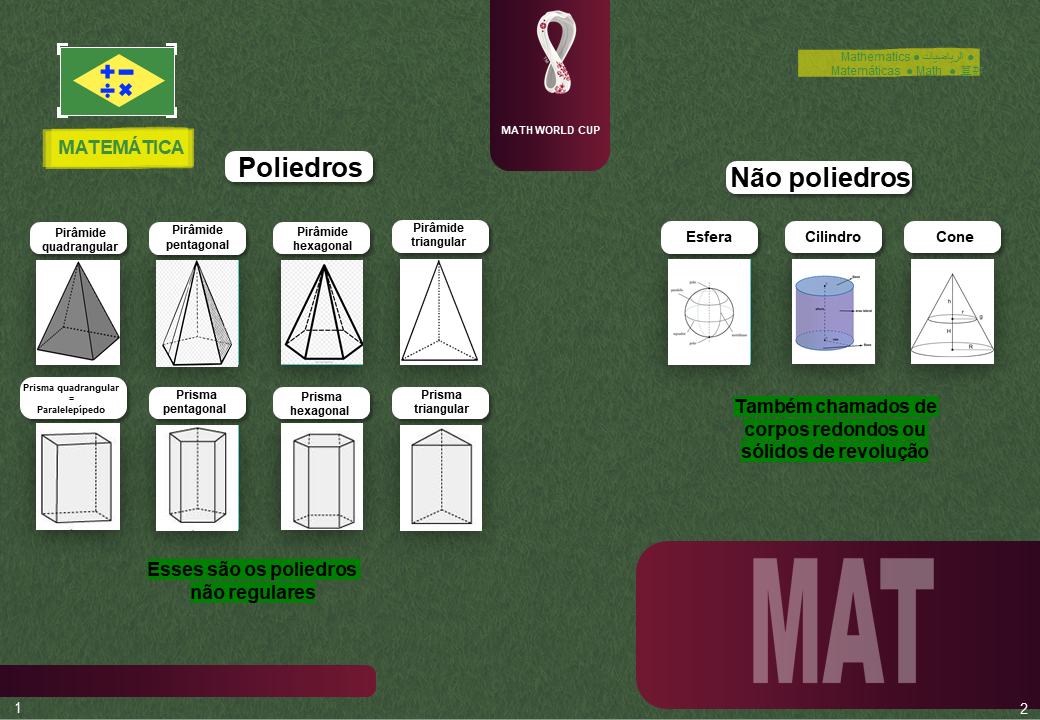 MATEMÁTICA
Poliedros
Pirâmide
quadrangular
Pirâmide
pentagonal
Pirâmide
hexagonal
Pirâmide
triangular
Prisma quadrangular
=
Paralelepípedo
Prisma
pentagonal
Prisma
hexagonal
Prisma
triangular
Esses são os poliedros
não regulares
1
MATH WORLD CUP
Mathematics ● الرياضيات ●
Matemáticas ● Math ●
Não poliedros
Esfera
Cilindro
Cone
h
r
g
H
R
Também chamados de
corpos redondos ou
sólidos de revolução
MAT
2